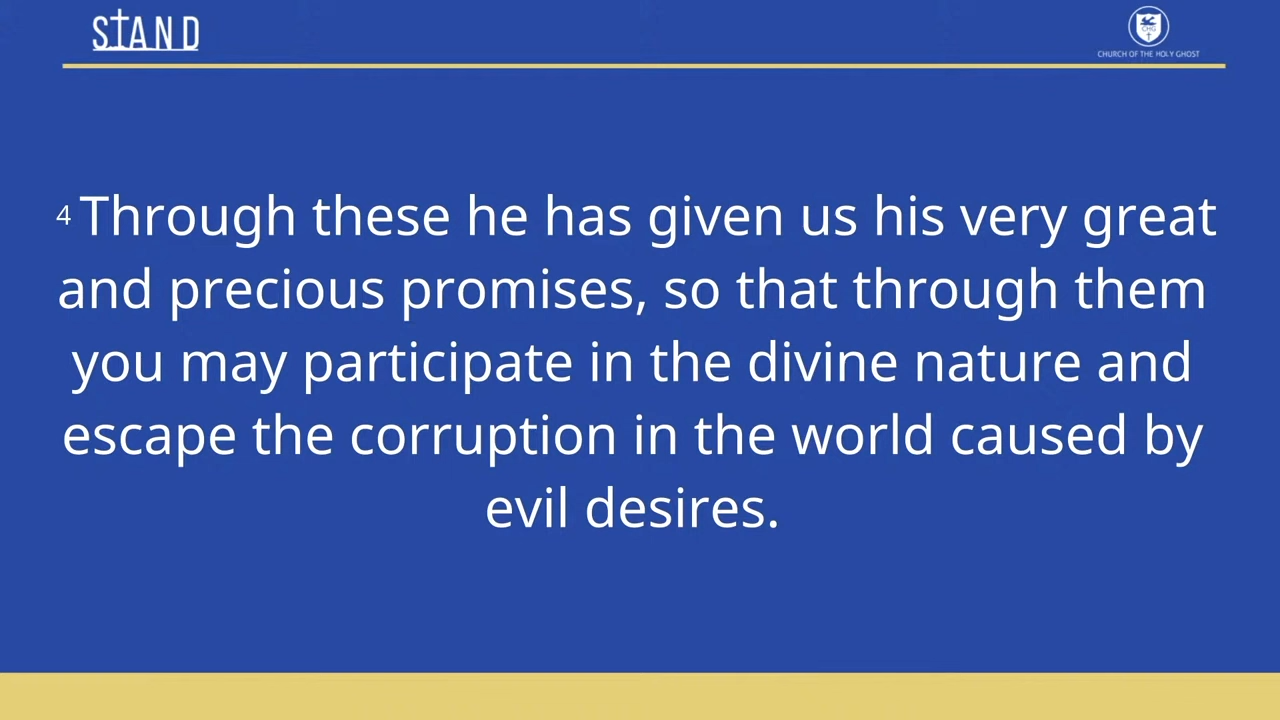 STAND
CHG
CHURCH OF THE HOLY GHOST
4 Through these he has given us his very great
and precious promises, so that through them
you may participate in the divine nature and
escape the corruption in the world caused by
evil desires.